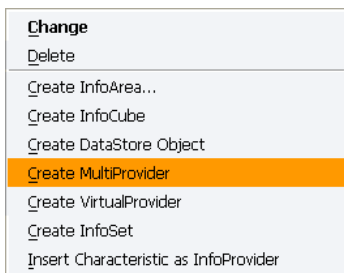 Change
Delete
Create InfoArea...
Create InfoCube
Create DataStore Object
Create MultiProvider
Create VirtualProvider
Create InfoSet
Insert Characteristic as InfoProvider